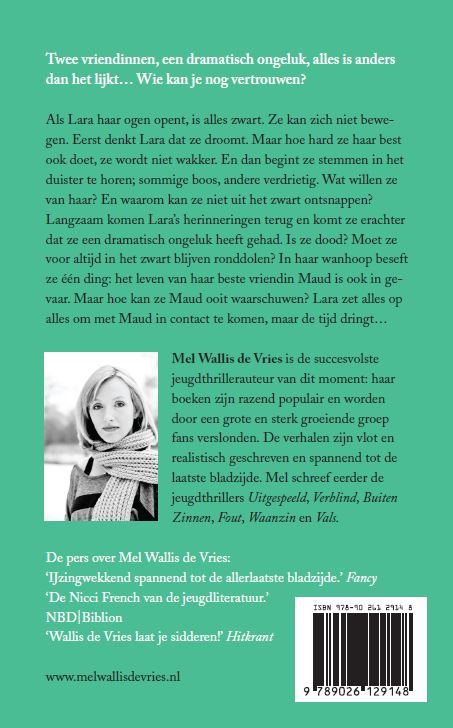 Twee vriendinnen, een dramatisch ongeluk, alles is anders
dan het lijkt… Wie kan je nog vertrouwen?
Als Lara haar ogen opent, is alles zwart. Ze kan zich niet bewe-
gen. Eerst denkt Lara dat ze droomt. Maar hoe hard ze haar best
ook doet, ze wordt niet wakker. En dan begint ze stemmen in het
duister te horen; sommige boos, andere verdrietig. Wat willen ze
van haar? En waarom kan ze niet uit het zwart ontsnappen?
Langzaam komen Lara’s herinneringen terug en komt ze erachter
dat ze een dramatisch ongeluk heeft gehad. Is ze dood? Moet ze
voor altijd in het zwart blijven ronddolen? In haar wanhoop beseft
ze één ding: het leven van haar beste vriendin Maud is ook in ge-
vaar. Maar hoe kan ze Maud ooit waarschuwen? Lara zet alles op
alles om met Maud in contact te komen, maar de tijd dringt…
Mel Wallis de Vries is de succesvolste
jeugdthrillerauteur van dit moment: haar
boeken zijn razend populair en worden
door een grote en sterk groeiende groep
fans verslonden. De verhalen zijn vlot en
realistisch geschreven en spannend tot de
laatste bladzijde. Mel schreef eerder de
jeugdthrillers Uitgespeeld, Verblind, Buiten
Zinnen, Fout, Waanzin en Vals.
De pers over Mel Wallis de Vries:
‘IJzingwekkend spannend tot de allerlaatste bladzijde.’ Fancy
‘De Nicci French van de jeugdliteratuur.’
NBD|Biblion
‘Wallis de Vries laat je sidderen!’ Hitkrant
www.melwallisdevries.nl
ISBN 978-90 261 2914 8
9 789026 129148